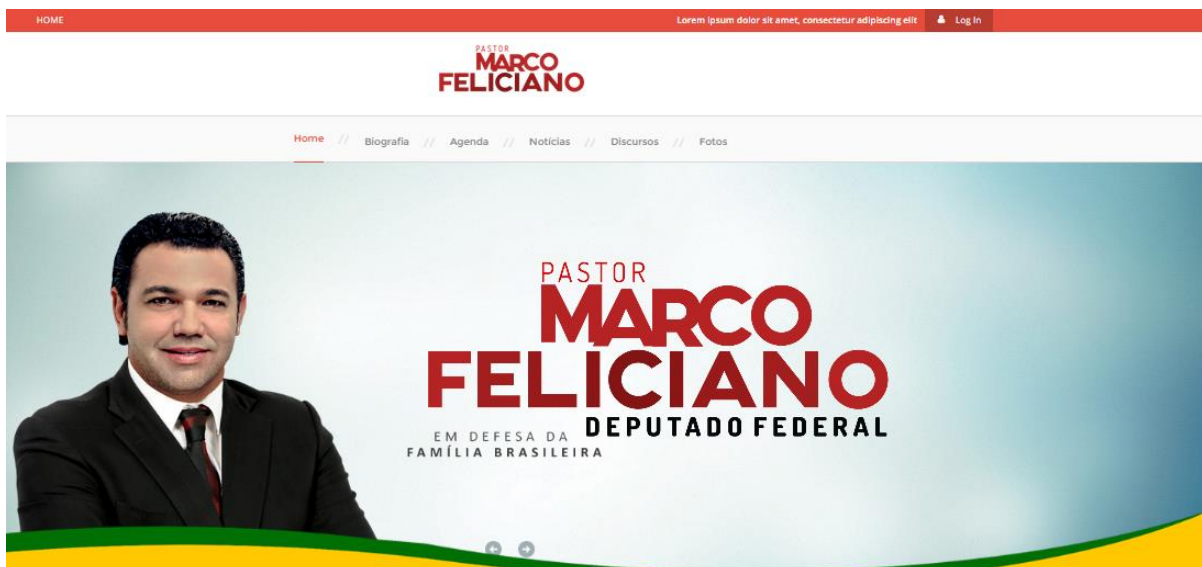 HOME
Lorem ipsum dolor sit amet, consectetur adipiscing elit
Log In
PASTOR
MARCO
FELICIANO
Home // Biografia // Agenda // Notícias // Discursos // Fotos
PASTOR
MARCO
FELICIANO
DEPUTADO FEDERAL
EM DEFESA DA
FAMÍLIA BRASILEIRA